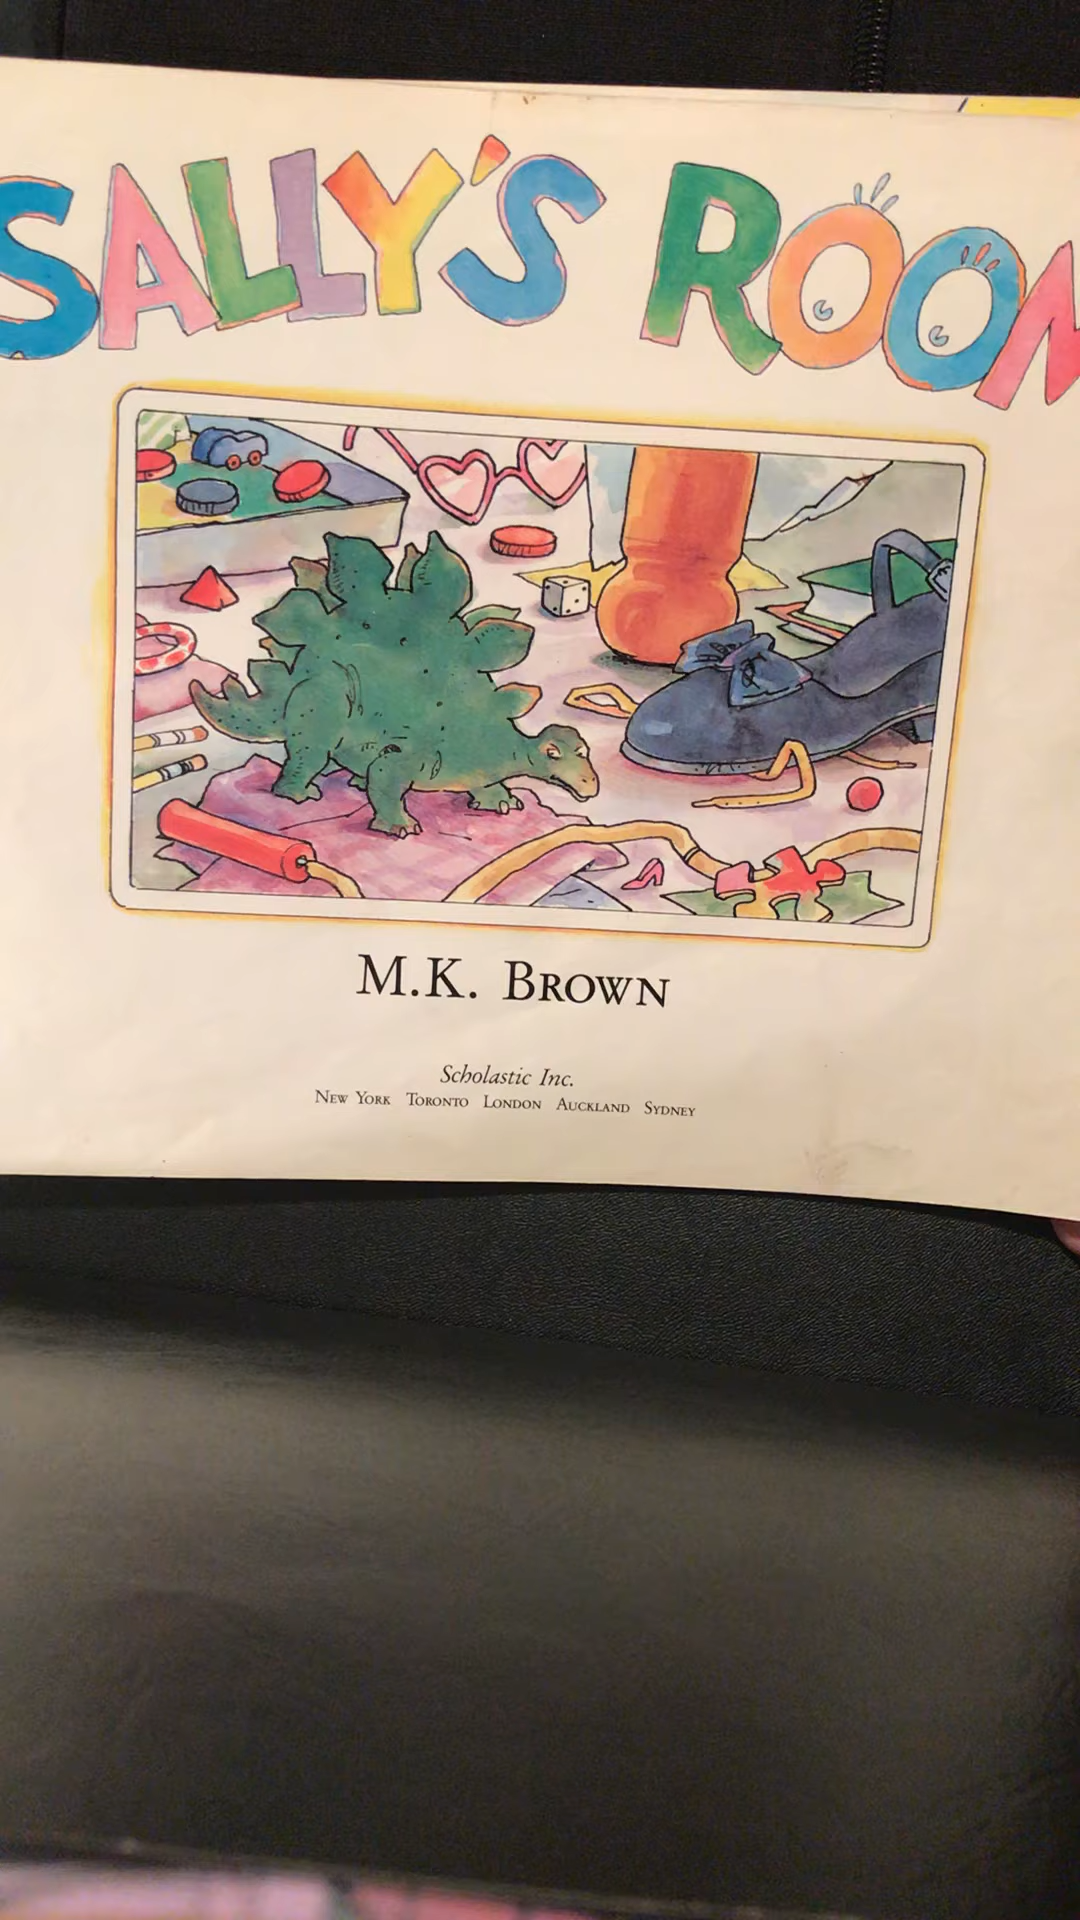 SALLY'S ROOM
M.K. BROWN
Scholastic Inc.
NEW YORK TORONTO LONDON AUCKLAND SYDNEY